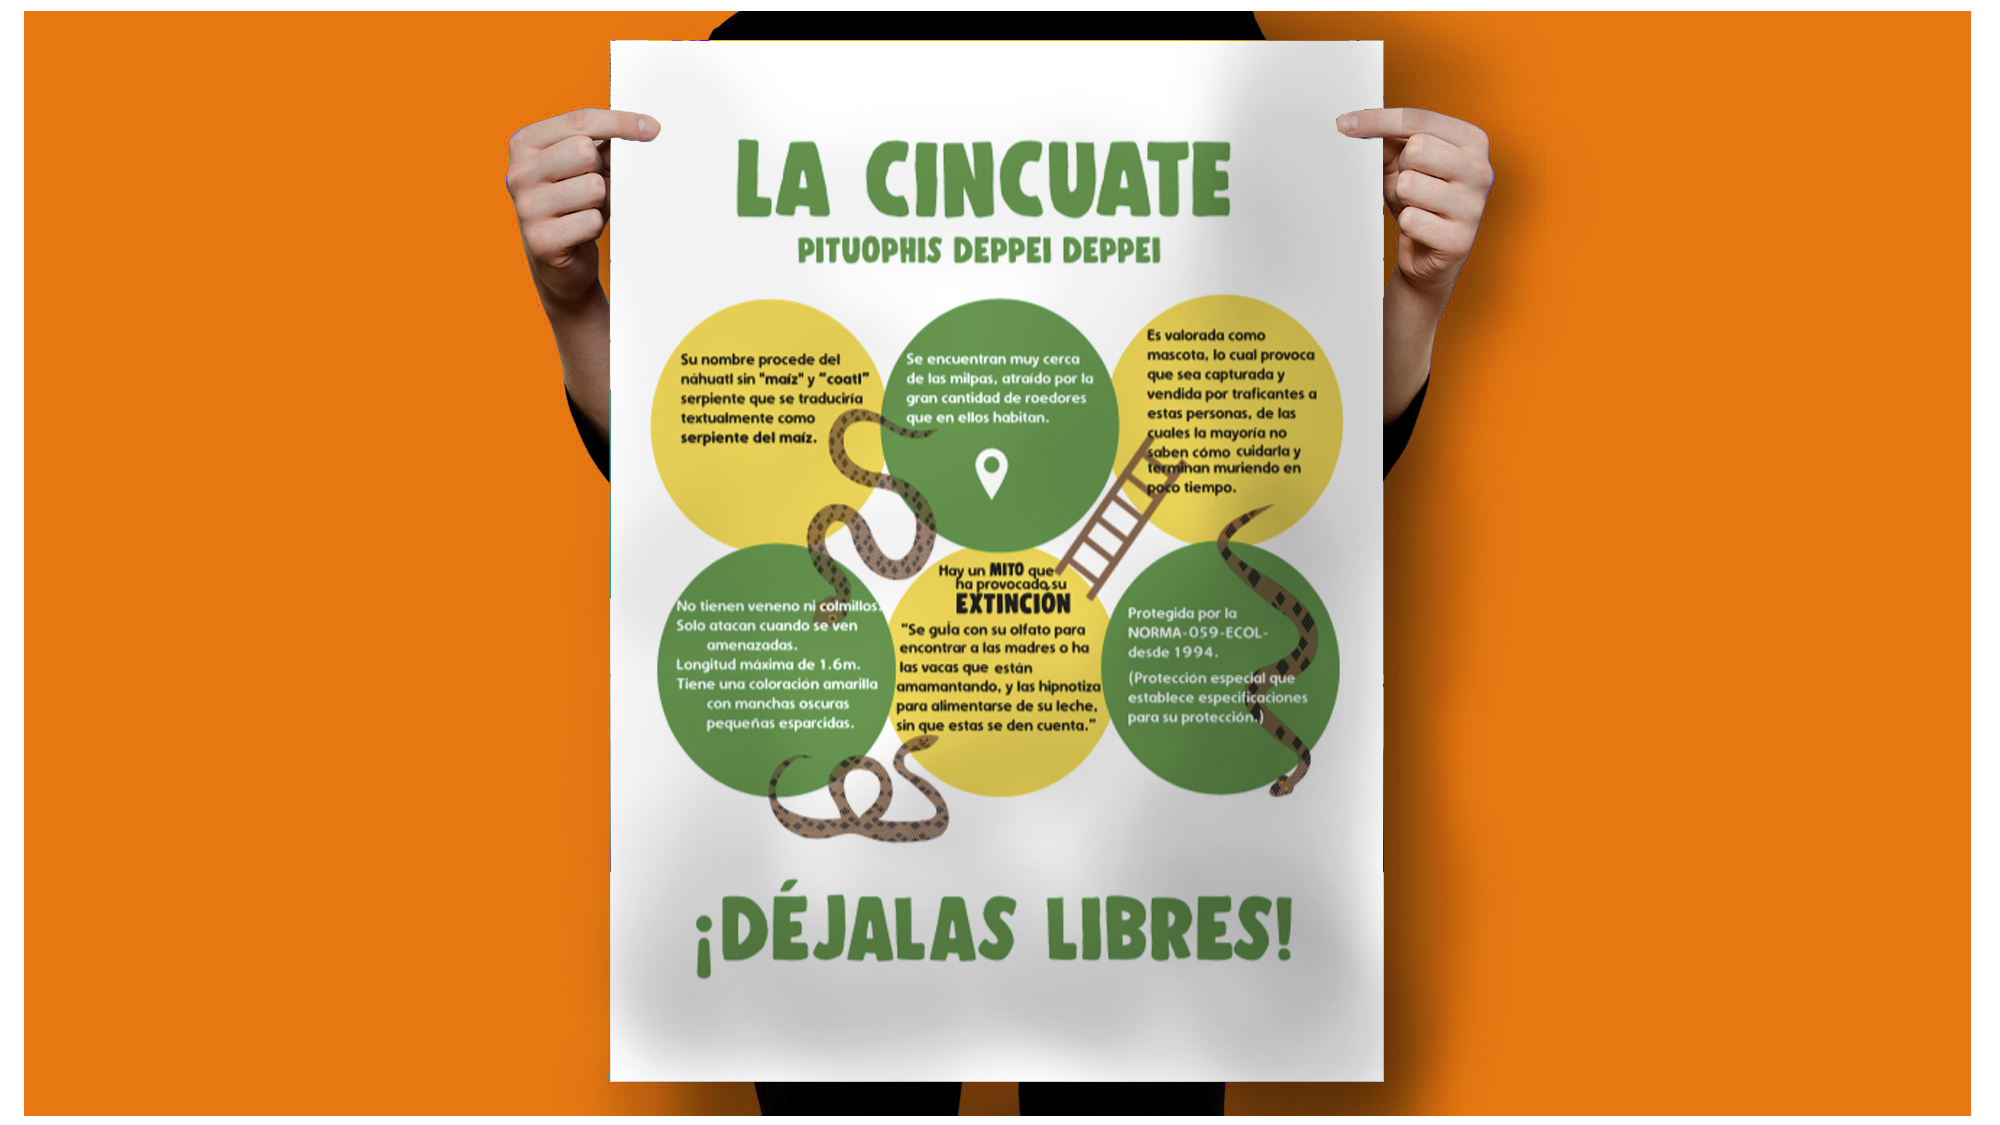 LA CINCUATE
PITUOPHIS DEPPEI DEPPEI
Su nombre procede del
náhuatl sin "maíz" y “coatl”
serpiente que se traduciría
textualmente como
serpiente del maíz.
Se encuentran muy cerca
de las milpas, atraído por la
gran cantidad de roedores
que en ellos habitan.
Es valorada como
mascota, lo cual provoca
que sea capturada y
vendida por traficantes a
estas personas, de las
cuales la mayoría no
saben cómo cuidarla y
terminan muriendo en
poco tiempo.
No tienen veneno ni colmillos.
Solo atacan cuando se ven
amenazadas.
Longitud máxima de 1.6m.
Tiene una coloración amarilla
con manchas oscuras
pequeñas esparcidas.
Hay un MITO que
ha provocado su
EXTINCIÓN
“Se guía con su olfato para
encontrar a las madres o ha
las vacas que están
amamantando, y las hipnotiza
para alimentarse de su leche,
sin que estas se den cuenta.”
Protegida por la
NORMA-059-ECOL-
desde 1994.
(Protección especial que
establece especificaciones
para su protección.)
¡DÉJALAS LIBRES!